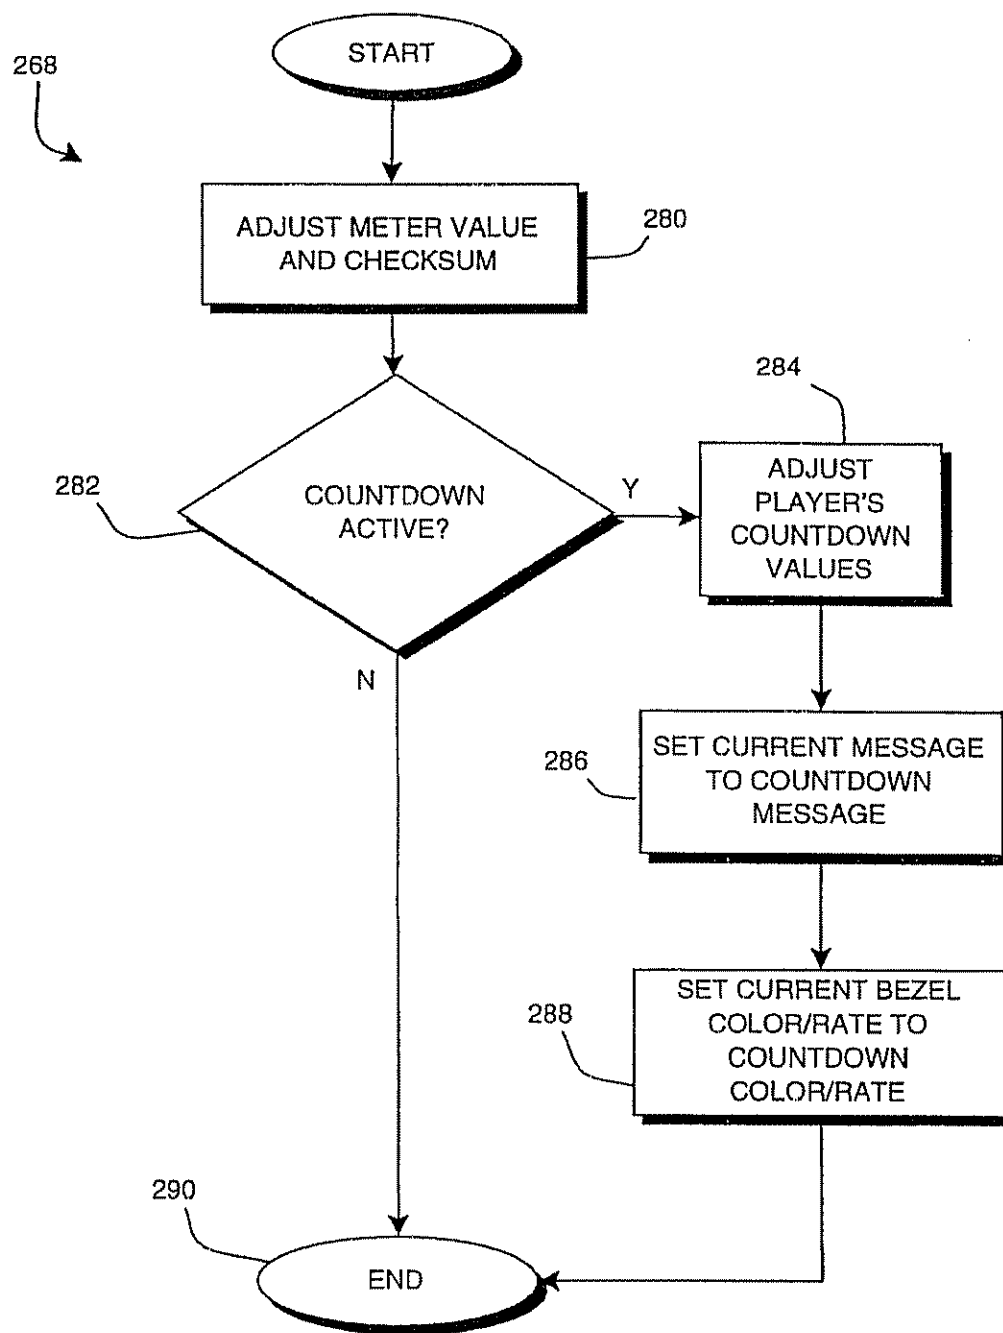 START
268
ADJUST METER VALUE
AND CHECKSUM
280
284
282
COUNTDOWN
ACTIVE?
Y
ADJUST
PLAYER'S
COUNTDOWN
VALUES
N
286
SET CURRENT MESSAGE
TO COUNTDOWN
MESSAGE
288
SET CURRENT BEZEL
COLOR/RATE TO
COUNTDOWN
COLOR/RATE
290
END